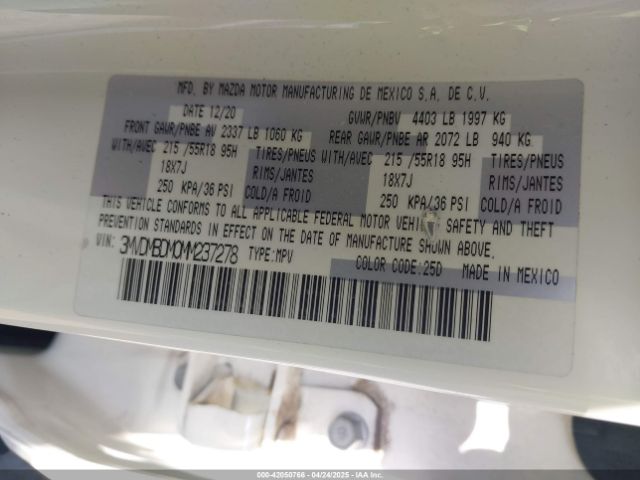 MFD. BY MAZDA MOTOR MANUFACTURING DE MEXICO S.A. DE C.V.
DATE 12/20 GVWR/PNBV 4403 LB 1997 KG
FRONT GAWR/PNBE AV 2337 LB 1060 KG REAR GAWR/PNBE AR 2072 LB 940 KG
WITH/AVEC 215 /55R18 95H TIRES/PNEUS WITH/AVEC 215 /55R18 95H TIRES/PNEUS
18X7J RIMS/JANTES 18X7J RIMS/JANTES
250 KPA/36 PSI COLD/A FROID 250 KPA/36 PSI COLD/A FROID
THIS VEHICLE CONFORMS TO ALL APPLICABLE FEDERAL MOTOR SAFETY AND THEFT
PREVENTION STANDARDS IN EFFECT ON THE DATE OF MANUFACTURE SHOWN ABOVE.
VIN: 3MVDMBDM0MM237278 TYPE:MPV COLOR CODE:25D MADE IN MEXICO
000-42050766 - 04/24/2025 - IAA Inc.